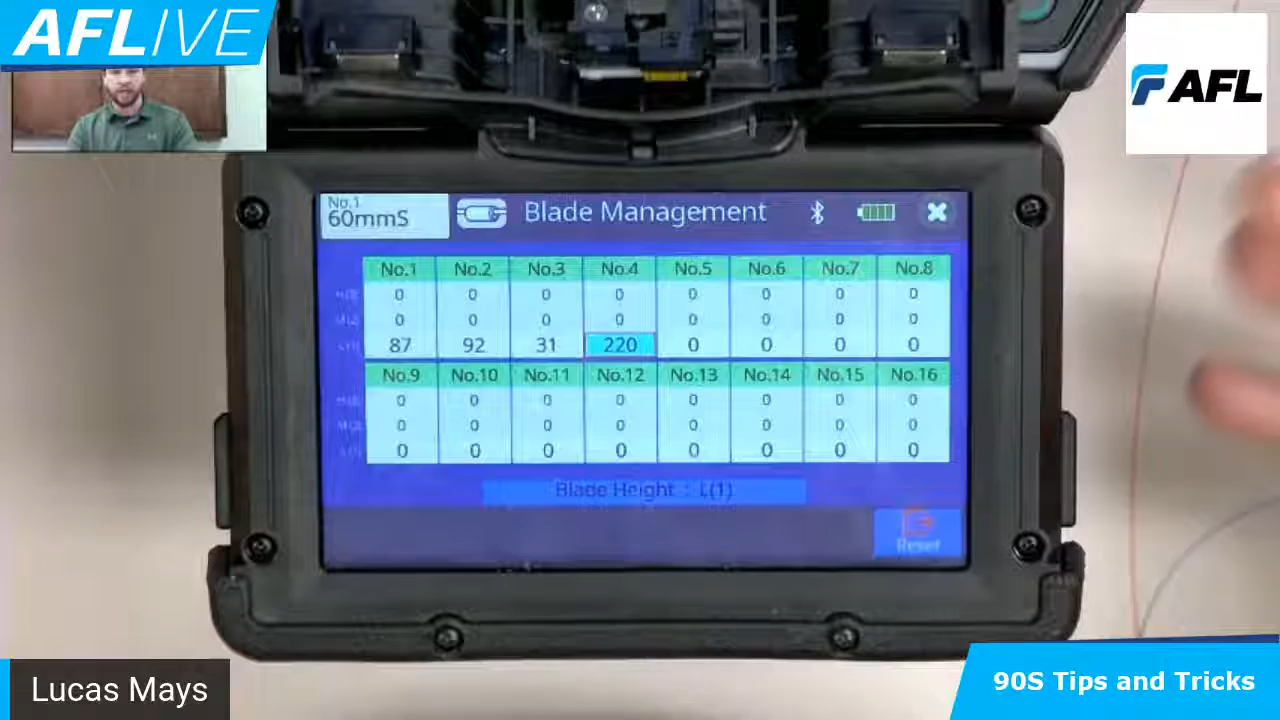 AFLIVE
AFL
No.1
60mmS
Blade Management
No.1 No.2 No.3 No.4 No.5 No.6 No.7 No.8
H(3) 0 0 0 0 0 0 0 0
M(2) 0 0 0 0 0 0 0 0
L(1) 87 92 31 220 0 0 0 0
No.9 No.10 No.11 No.12 No.13 No.14 No.15 No.16
H(3) 0 0 0 0 0 0 0 0
M(2) 0 0 0 0 0 0 0 0
L(1) 0 0 0 0 0 0 0 0
Blade Height : L(1)
Reset
Lucas Mays
90S Tips and Tricks